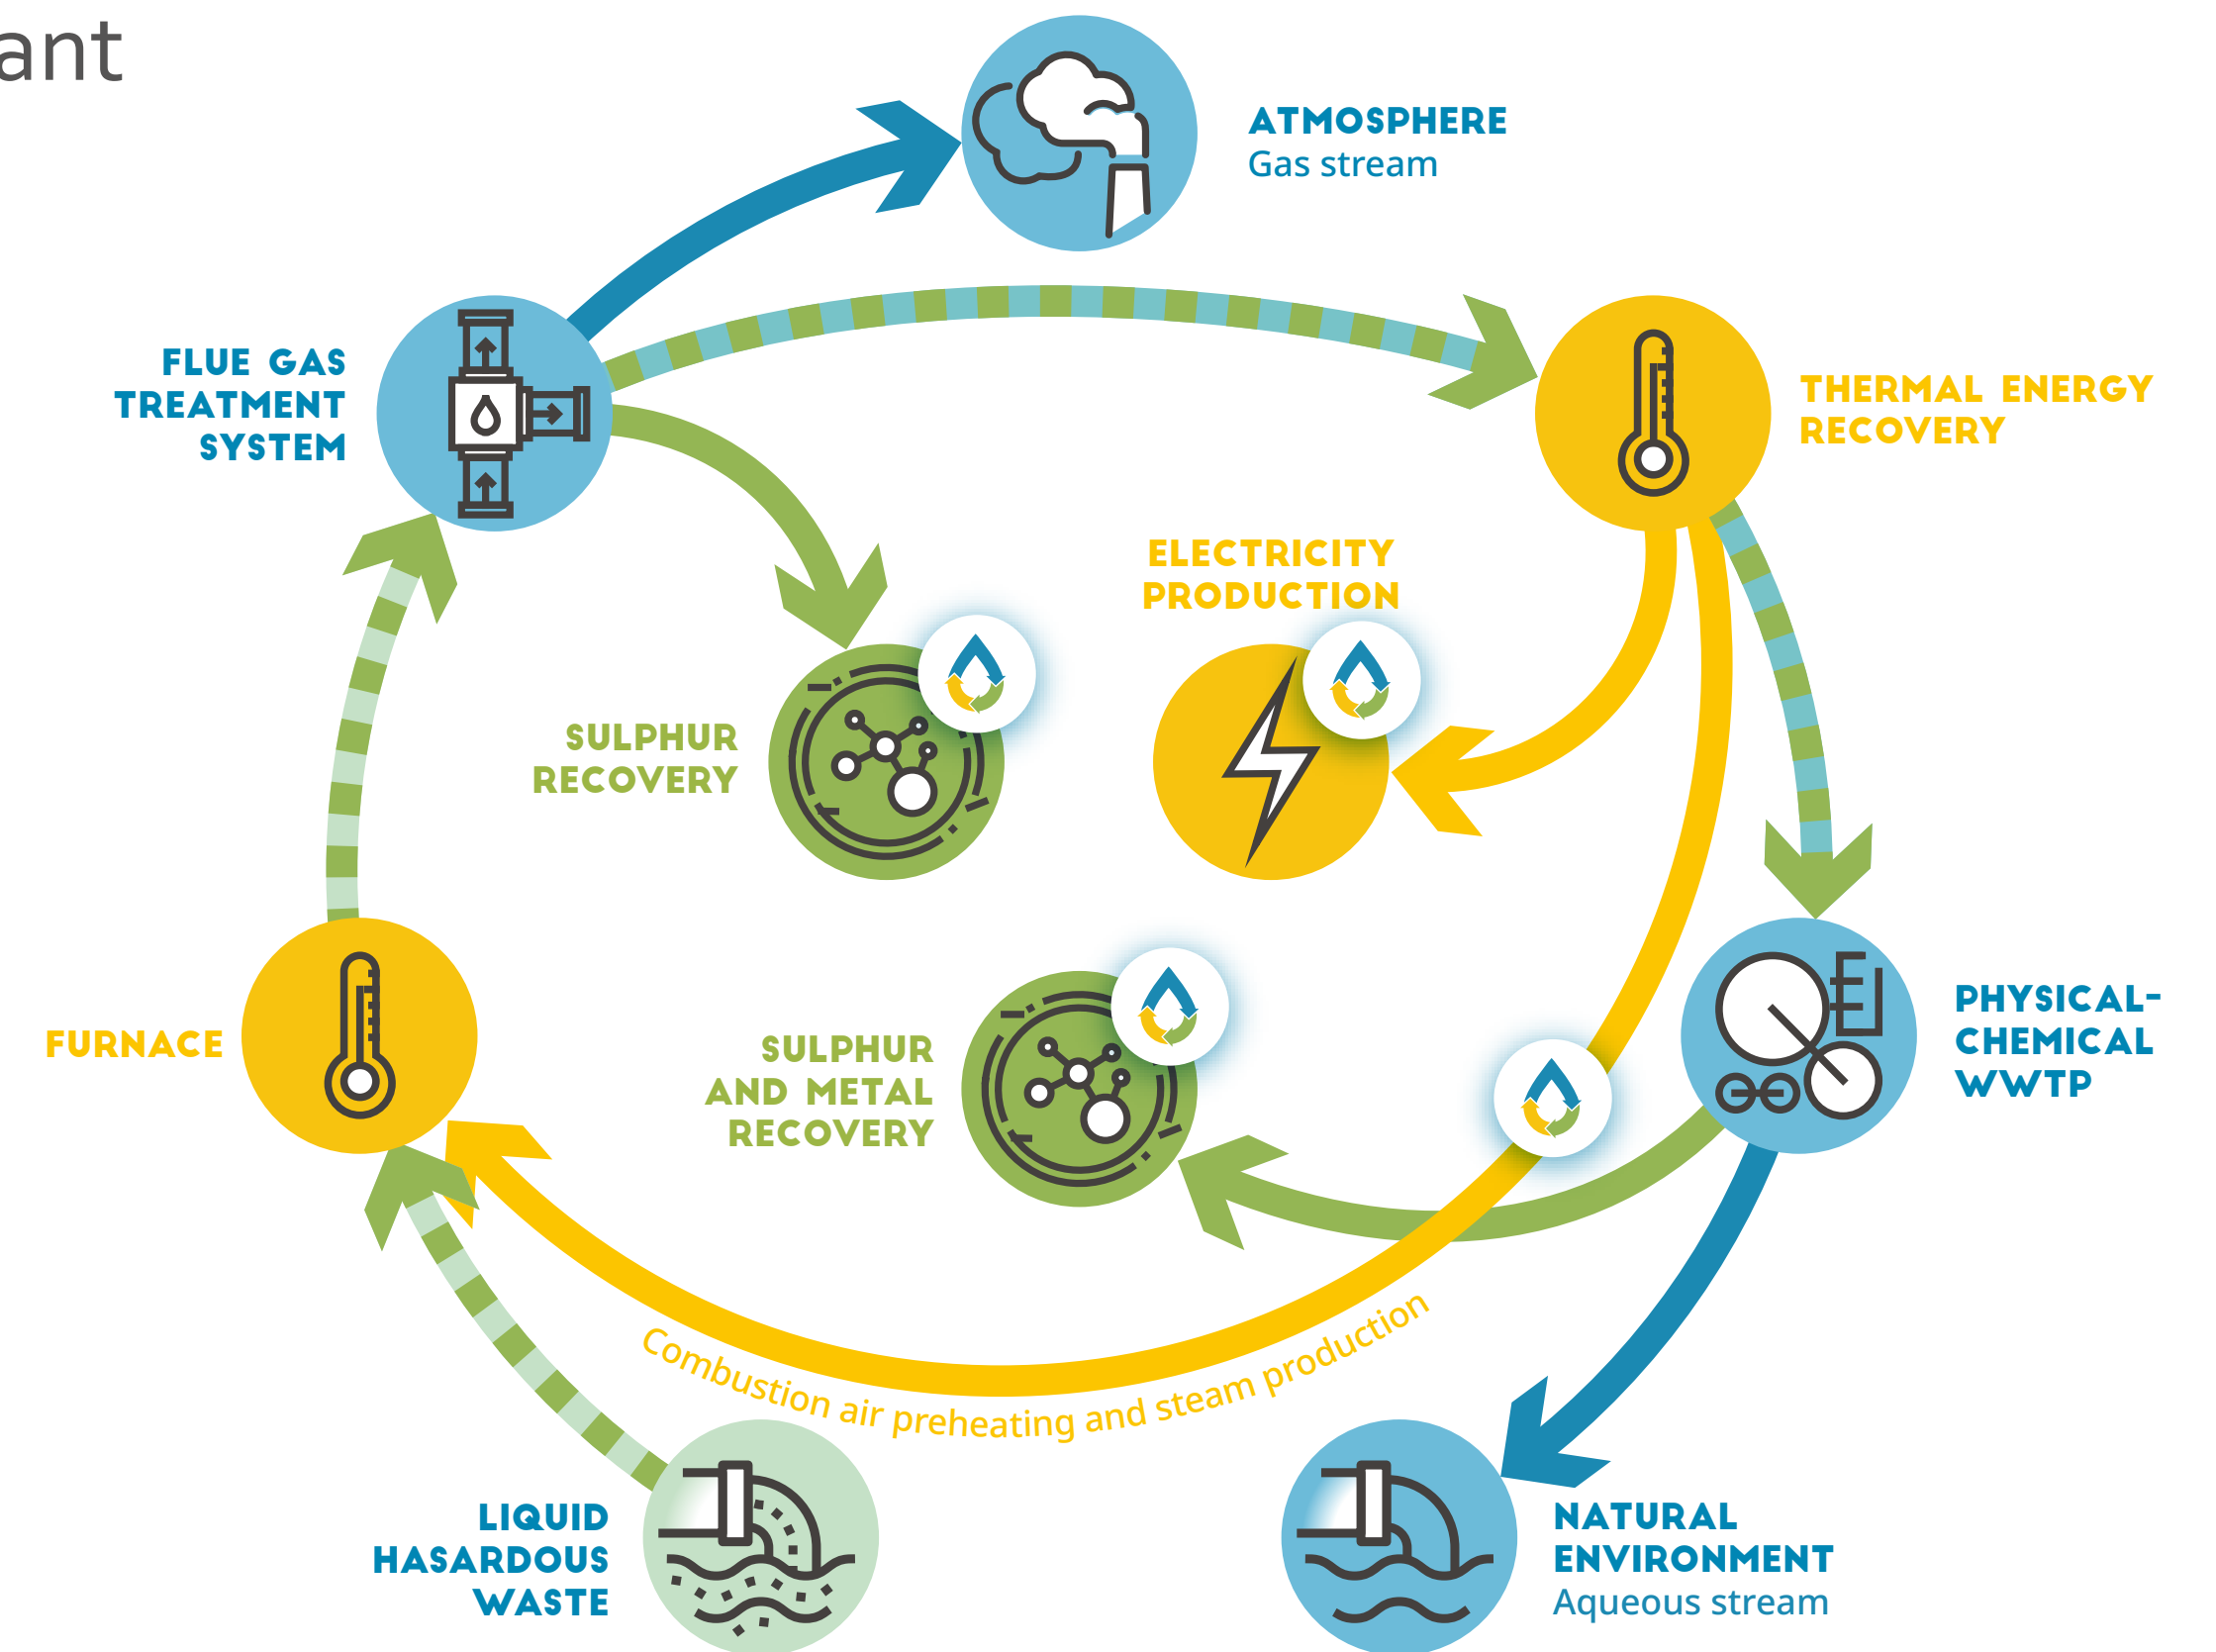 ant
ATMOSPHERE
Gas stream
FLUE GAS
TREATMENT
SYSTEM
THERMAL ENERGY
RECOVERY
ELECTRICITY
PRODUCTION
SULPHUR
RECOVERY
FURNACE
SULPHUR
AND METAL
RECOVERY
PHYSICAL-
CHEMICAL
WWTP
Combustion air preheating and steam production
LIQUID
HASARDOUS
WASTE
NATURAL
ENVIRONMENT
Aqueous stream